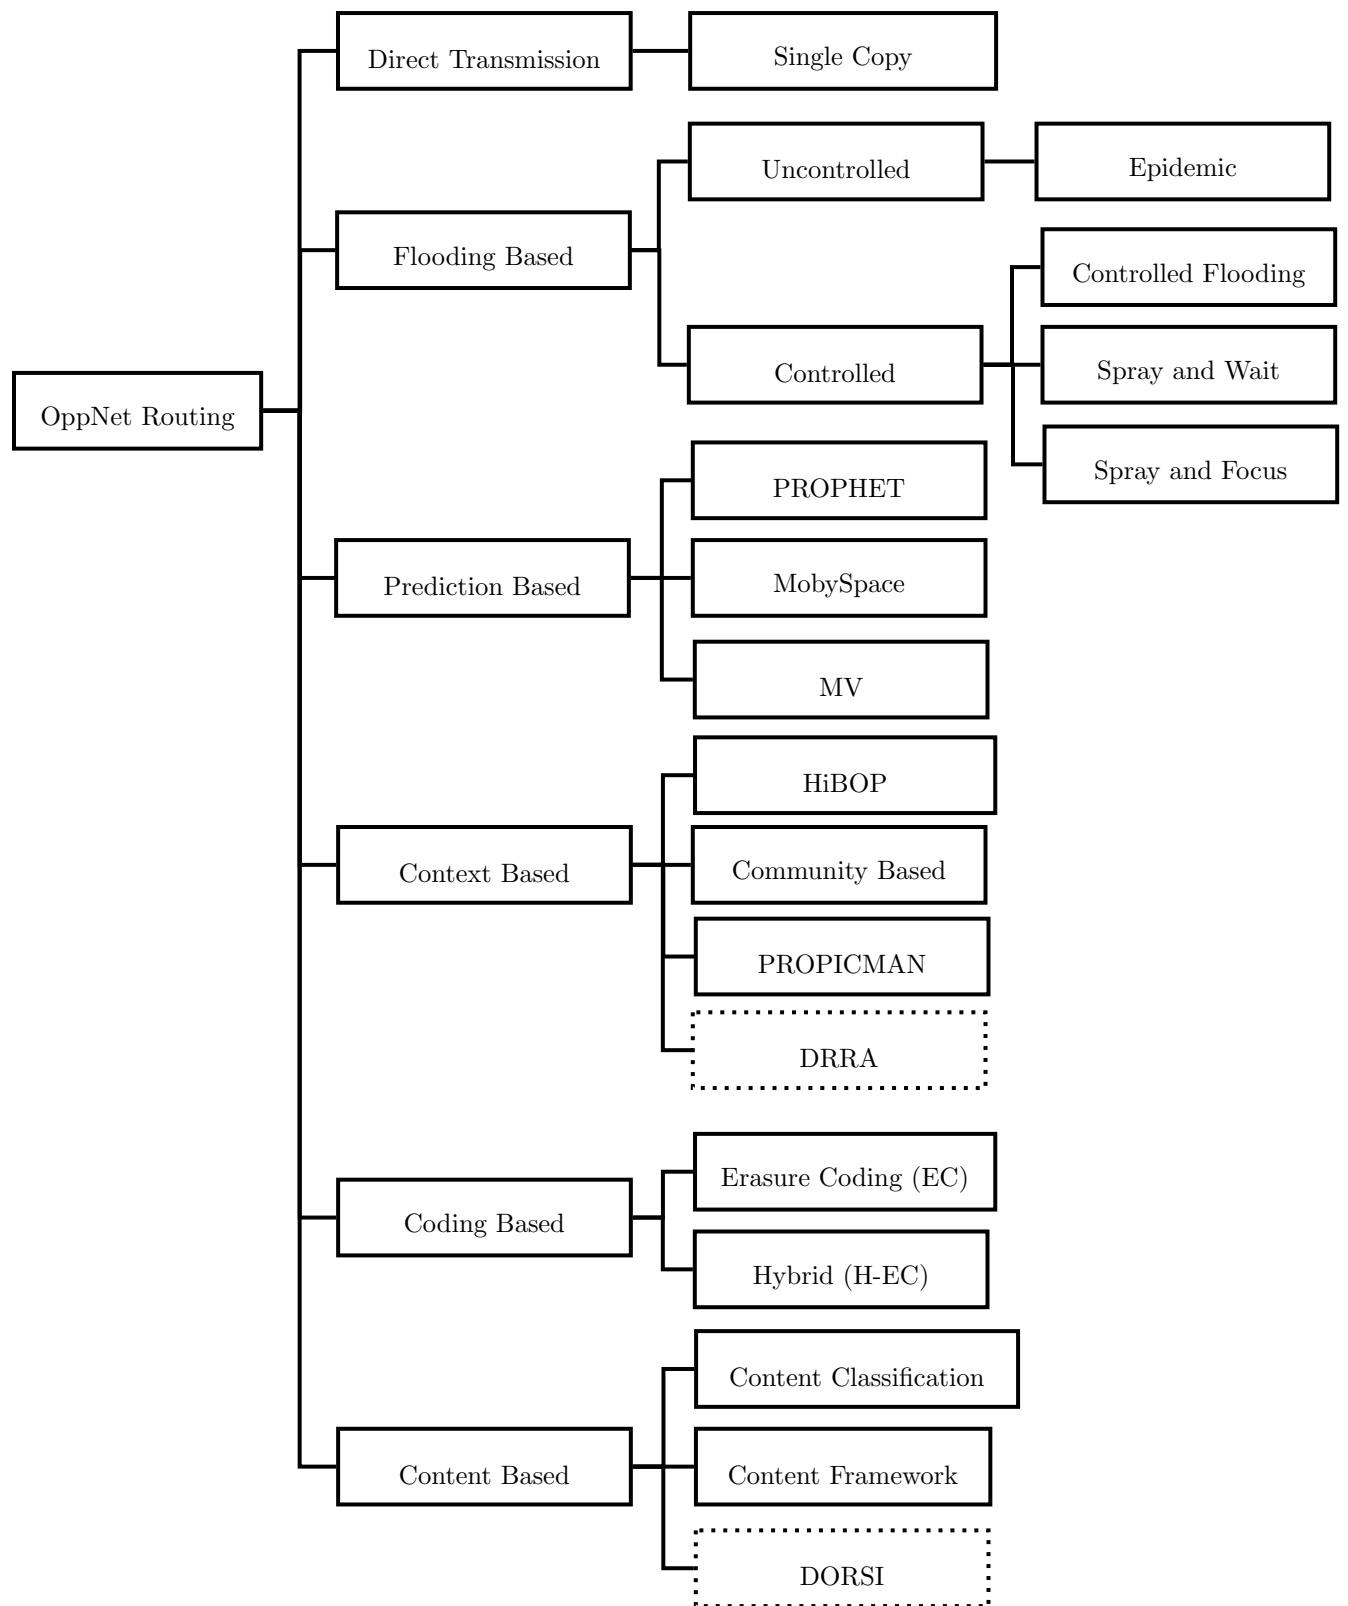 Direct Transmission
Single Copy
Uncontrolled
Epidemic
Flooding Based
Controlled Flooding
Controlled
Spray and Wait
OppNet Routing
Spray and Focus
PROPHET
Prediction Based
MobySpace
MV
HiBOP
Context Based
Community Based
PROPICMAN
DRRA
Erasure Coding (EC)
Coding Based
Hybrid (H-EC)
Content Classification
Content Based
Content Framework
DORSI